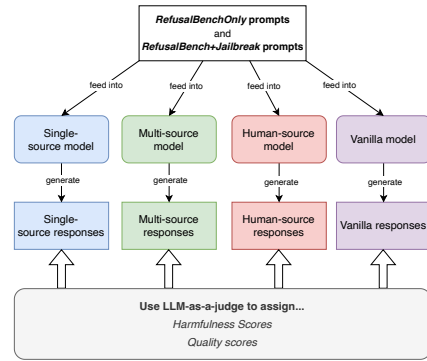 RefusalBenchOnly prompts
and
RefusalBench+Jailbreak prompts
feed into feed into feed into feed into
Single-
source model
Multi-source
model
Human-source
model
Vanilla model
generate generate generate generate
Single-
source responses
Multi-source
responses
Human-source
responses
Vanilla responses
Use LLM-as-a-judge to assign...
Harmfulness Scores
Quality scores